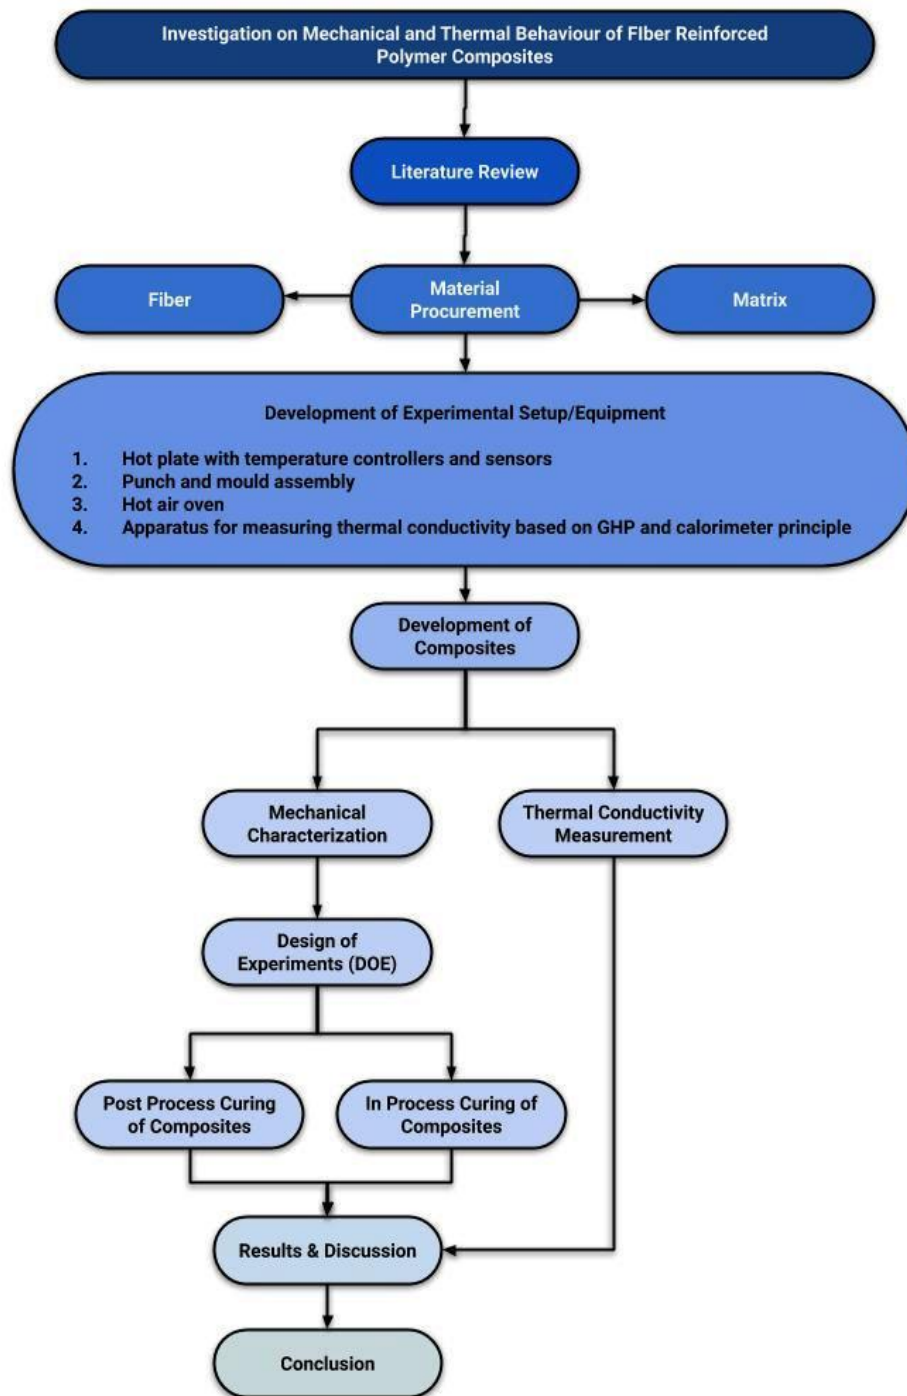 Investigation on Mechanical and Thermal Behaviour of FIber Reinforced
Polymer Composites
Literature Review
Fiber
Material
Procurement
Matrix
Development of Experimental Setup/Equipment
1. Hot plate with temperature controllers and sensors
2. Punch and mould assembly
3. Hot air oven
4. Apparatus for measuring thermal conductivity based on GHP and calorimeter principle
Development of
Composites
Mechanical
Characterization
Thermal Conductivity
Measurement
Design of
Experiments (DOE)
Post Process Curing
of Composites
In Process Curing of
Composites
Results & Discussion
Conclusion